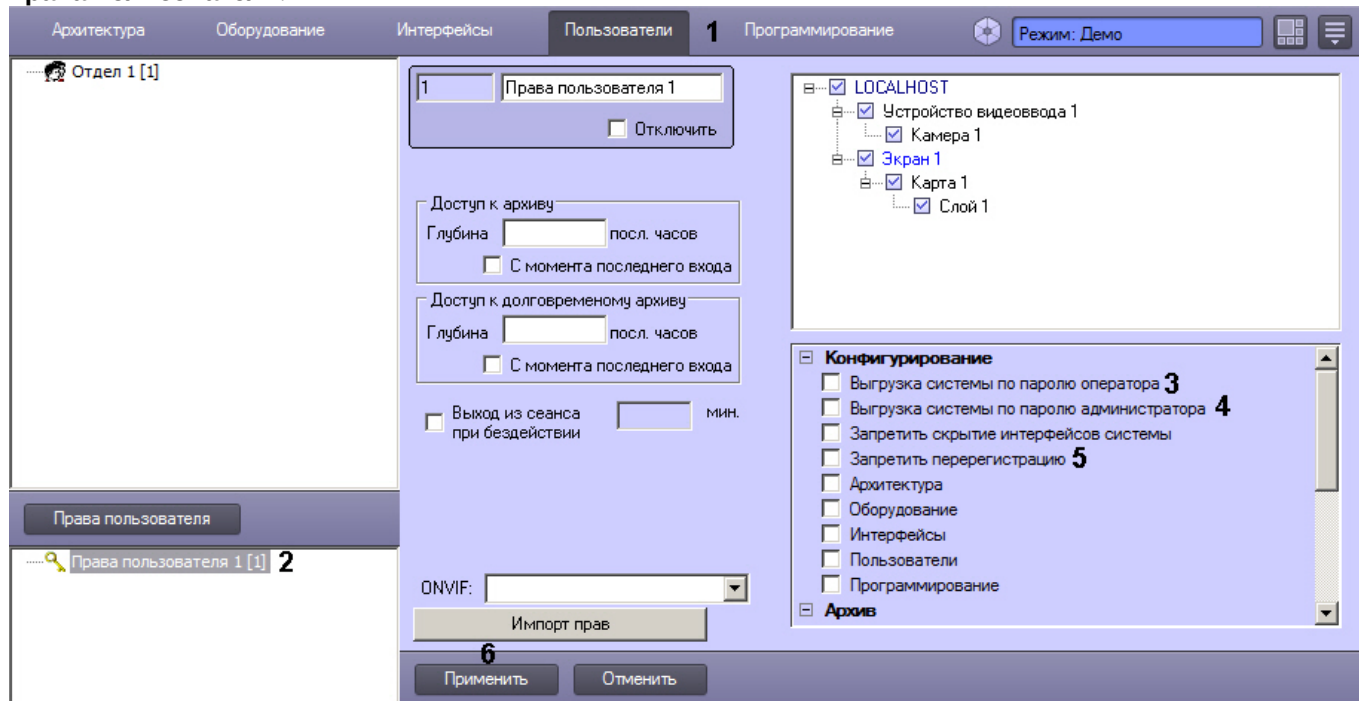 Архитектура Оборудование Интерфейсы Пользователи 1 Программирование Режим: Демо
Отдел 1 [1]
1 Права пользователя 1
Отключить
Доступ к архиву
Глубина посл. часов
С момента последнего входа
Доступ к долговременому архиву
Глубина посл. часов
С момента последнего входа
Выход из сеанса мин.
при бездействии
LOCALHOST
Устройство видеоввода 1
Камера 1
Экран 1
Карта 1
Слой 1
Конфигурирование
Выгрузка системы по паролю оператора 3
Выгрузка системы по паролю администратора 4
Запретить скрытие интерфейсов системы
Запретить перерегистрацию 5
Архитектура
Оборудование
Интерфейсы
Пользователи
Программирование
Архив
Права пользователя
Права пользователя 1 [1] 2
ONVIF:
Импорт прав
6
Применить Отменить